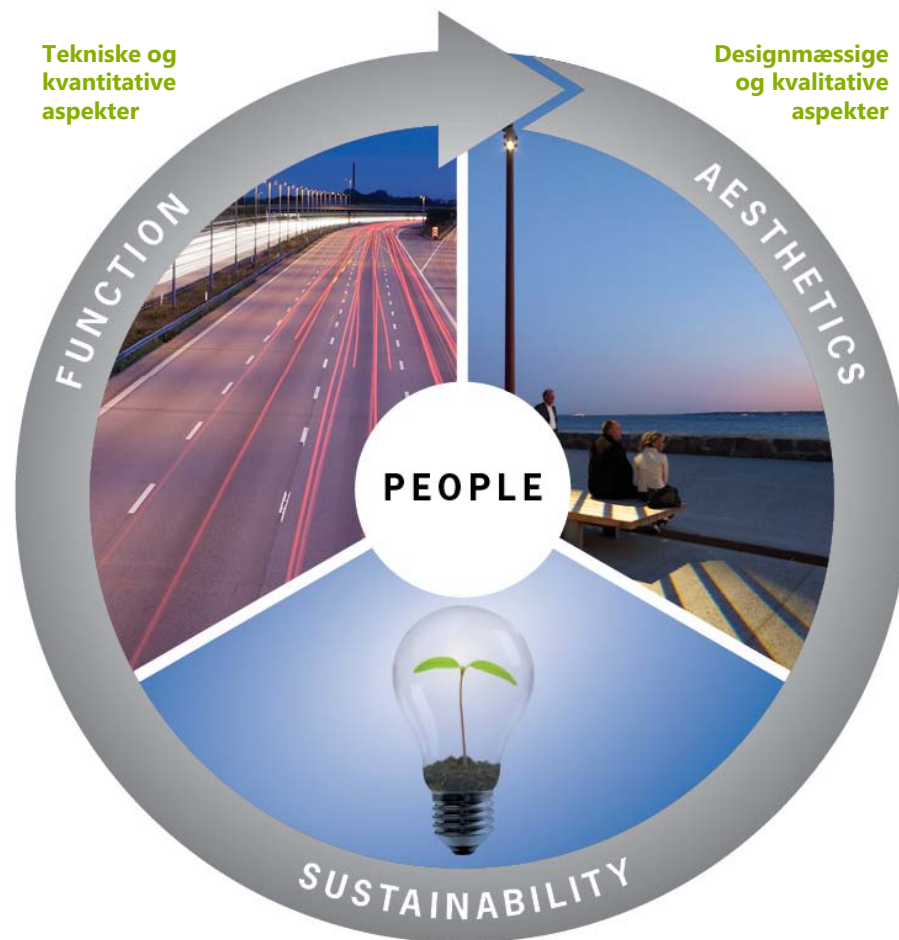 Tekniske og
kvantitative
aspekter
Designmæssige
og kvalitative
aspekter
FUNCTION
AESTHETICS
PEOPLE
SUSTAINABILITY